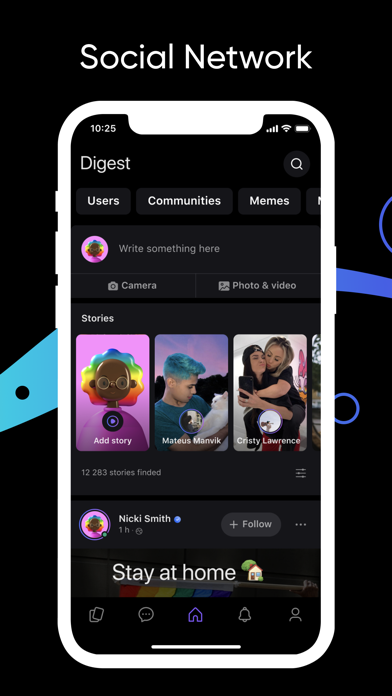 Social Network
10:25
Digest
Users Communities Memes
Write something here
Camera Photo & video
Stories
Add story Mateus Manvik Cristy Lawrence
12 283 stories finded
Nicki Smith
1 h ·
+ Follow
Stay at home 🏡